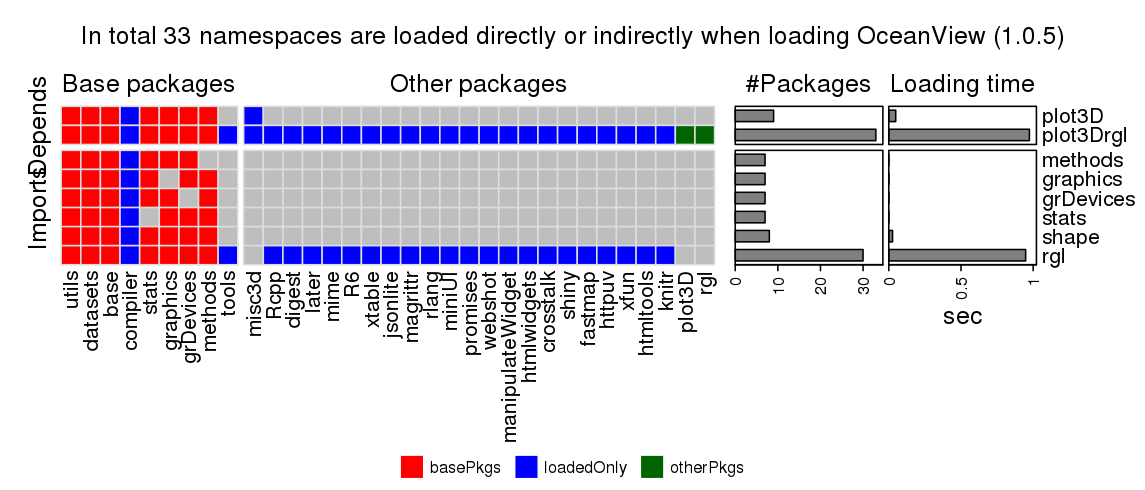 In total 33 namespaces are loaded directly or indirectly when loading OceanView (1.0.5)
Base packages
Other packages
#Packages
Loading time
Depends
Imports
plot3D
plot3Drgl
methods
graphics
grDevices
stats
shape
rgl
utils
datasets
base
compiler
stats
graphics
grDevices
methods
tools
misc3d
Rcpp
digest
later
mime
R6
xtable
jsonlite
magrittr
rlang
miniUI
promises
webshot
manipulateWidget
htmlwidgets
crosstalk
shiny
fastmap
httpuv
xfun
htmltools
knitr
plot3D
rgl
0
10
20
30
0
0.5
1
sec
basePkgs
loadedOnly
otherPkgs